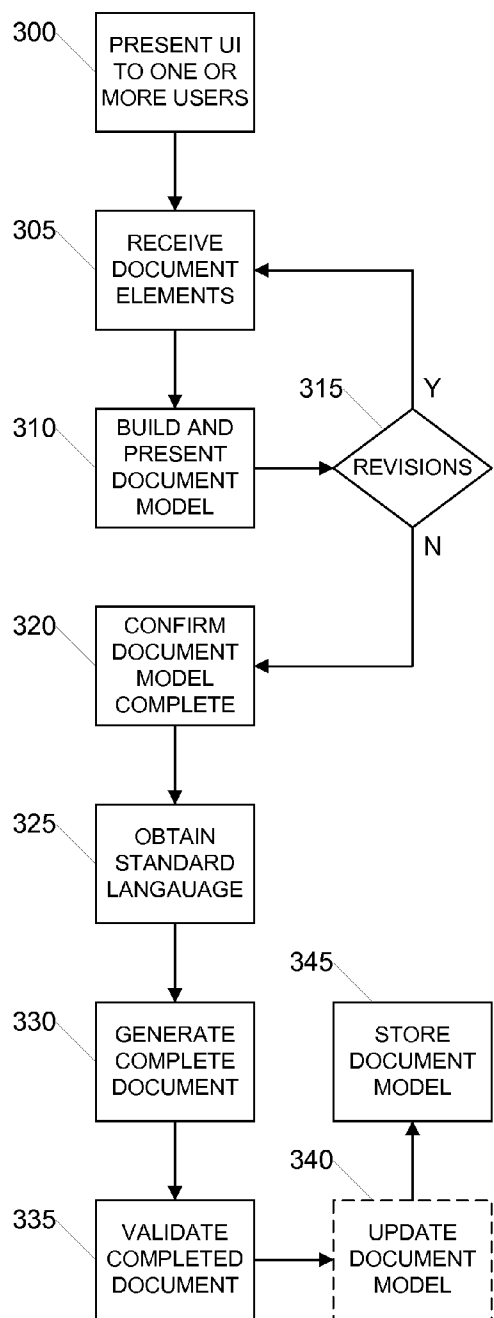 300
PRESENT UI
TO ONE OR
MORE USERS
305
RECEIVE
DOCUMENT
ELEMENTS
310
BUILD AND
PRESENT
DOCUMENT
MODEL
315
Y
REVISIONS
N
320
CONFIRM
DOCUMENT
MODEL
COMPLETE
325
OBTAIN
STANDARD
LANGAUAGE
330
GENERATE
COMPLETE
DOCUMENT
335
VALIDATE
COMPLETED
DOCUMENT
340
UPDATE
DOCUMENT
MODEL
345
STORE
DOCUMENT
MODEL